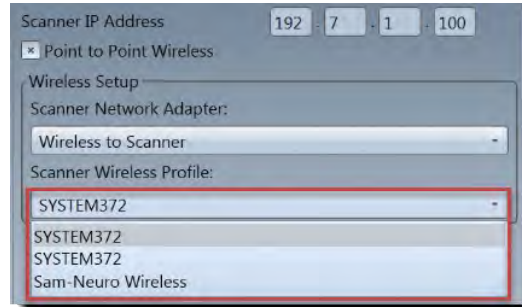 Scanner IP Address 192 . 7 . 1 . 100
Point to Point Wireless
Wireless Setup
Scanner Network Adapter:
Wireless to Scanner
Scanner Wireless Profile:
SYSTEM372
SYSTEM372
SYSTEM372
Sam-Neuro Wireless